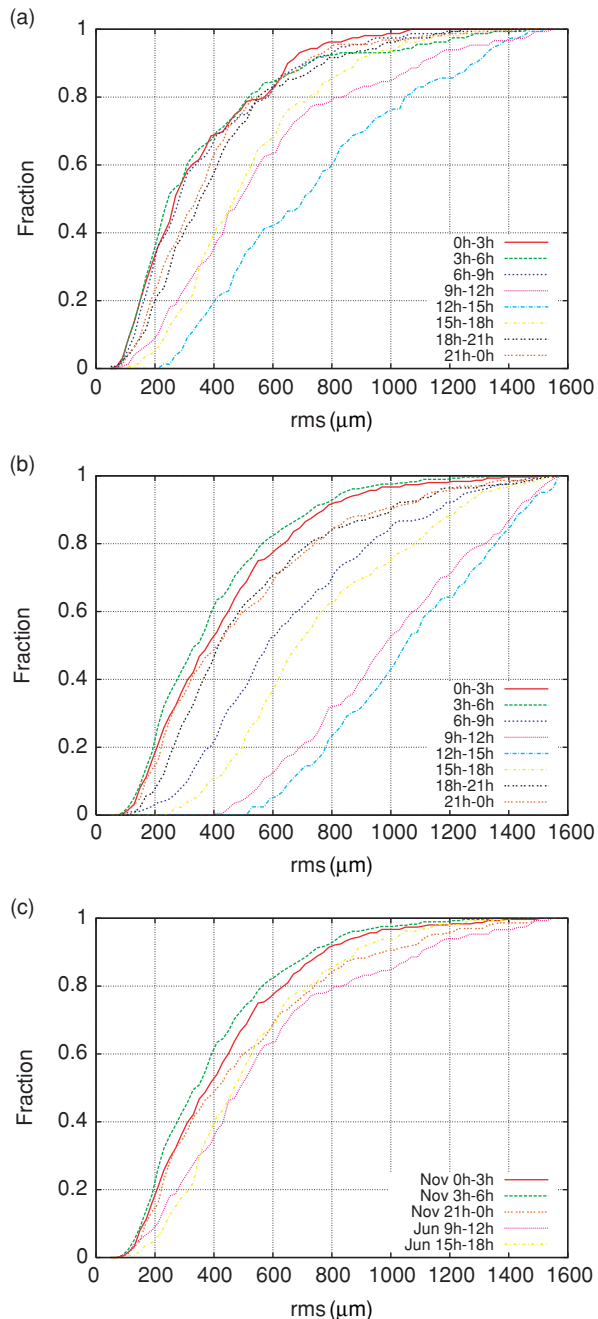 (a)
1
0.8
0.6
0.4
0.2
0
Fraction
0h-3h
3h-6h
6h-9h
9h-12h
12h-15h
15h-18h
18h-21h
21h-0h
0 200 400 600 800 1000 1200 1400 1600
rms (μm)
(b)
1
0.8
0.6
0.4
0.2
0
Fraction
0h-3h
3h-6h
6h-9h
9h-12h
12h-15h
15h-18h
18h-21h
21h-0h
0 200 400 600 800 1000 1200 1400 1600
rms (μm)
(c)
1
0.8
0.6
0.4
0.2
0
Fraction
Nov 0h-3h
Nov 3h-6h
Nov 21h-0h
Jun 9h-12h
Jun 15h-18h
0 200 400 600 800 1000 1200 1400 1600
rms (μm)